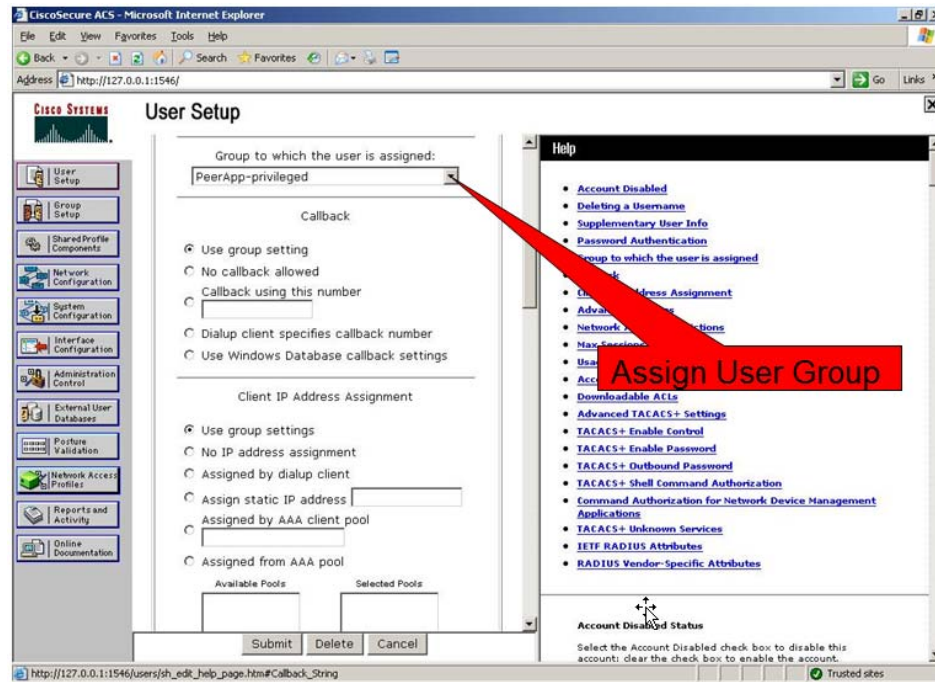 CiscoSecure ACS - Microsoft Internet Explorer
File Edit View Favorites Tools Help
Back Search Favorites
Address http://127.0.0.1:1546/ Go Links
CISCO SYSTEMS
User Setup
User Setup
Group Setup
Shared Profile Components
Network Configuration
System Configuration
Interface Configuration
Administration Control
External User Databases
Posture Validation
Network Access Profiles
Reports and Activity
Online Documentation
Group to which the user is assigned:
PeerApp-privileged
Callback
Use group setting
No callback allowed
Callback using this number
Dialup client specifies callback number
Use Windows Database callback settings
Client IP Address Assignment
Use group settings
No IP address assignment
Assigned by dialup client
Assign static IP address
Assigned by AAA client pool
Assigned from AAA pool
Available Pools Selected Pools
Submit Delete Cancel
Assign User Group
Help
Account Disabled
Deleting a Username
Supplementary User Info
Password Authentication
Group to which the user is assigned
Address Assignment
Downloadable ACLs
Advanced TACACS+ Settings
TACACS+ Enable Control
TACACS+ Enable Password
TACACS+ Outbound Password
TACACS+ Shell Command Authorization
Command Authorization for Network Device Management Applications
TACACS+ Unknown Services
IETF RADIUS Attributes
RADIUS Vendor-Specific Attributes
Account Disabled Status
Select the Account Disabled check box to disable this
account; clear the check box to enable the account.
http://127.0.0.1:1546/users/sh_edit_help_page.htm#Callback_String Trusted sites